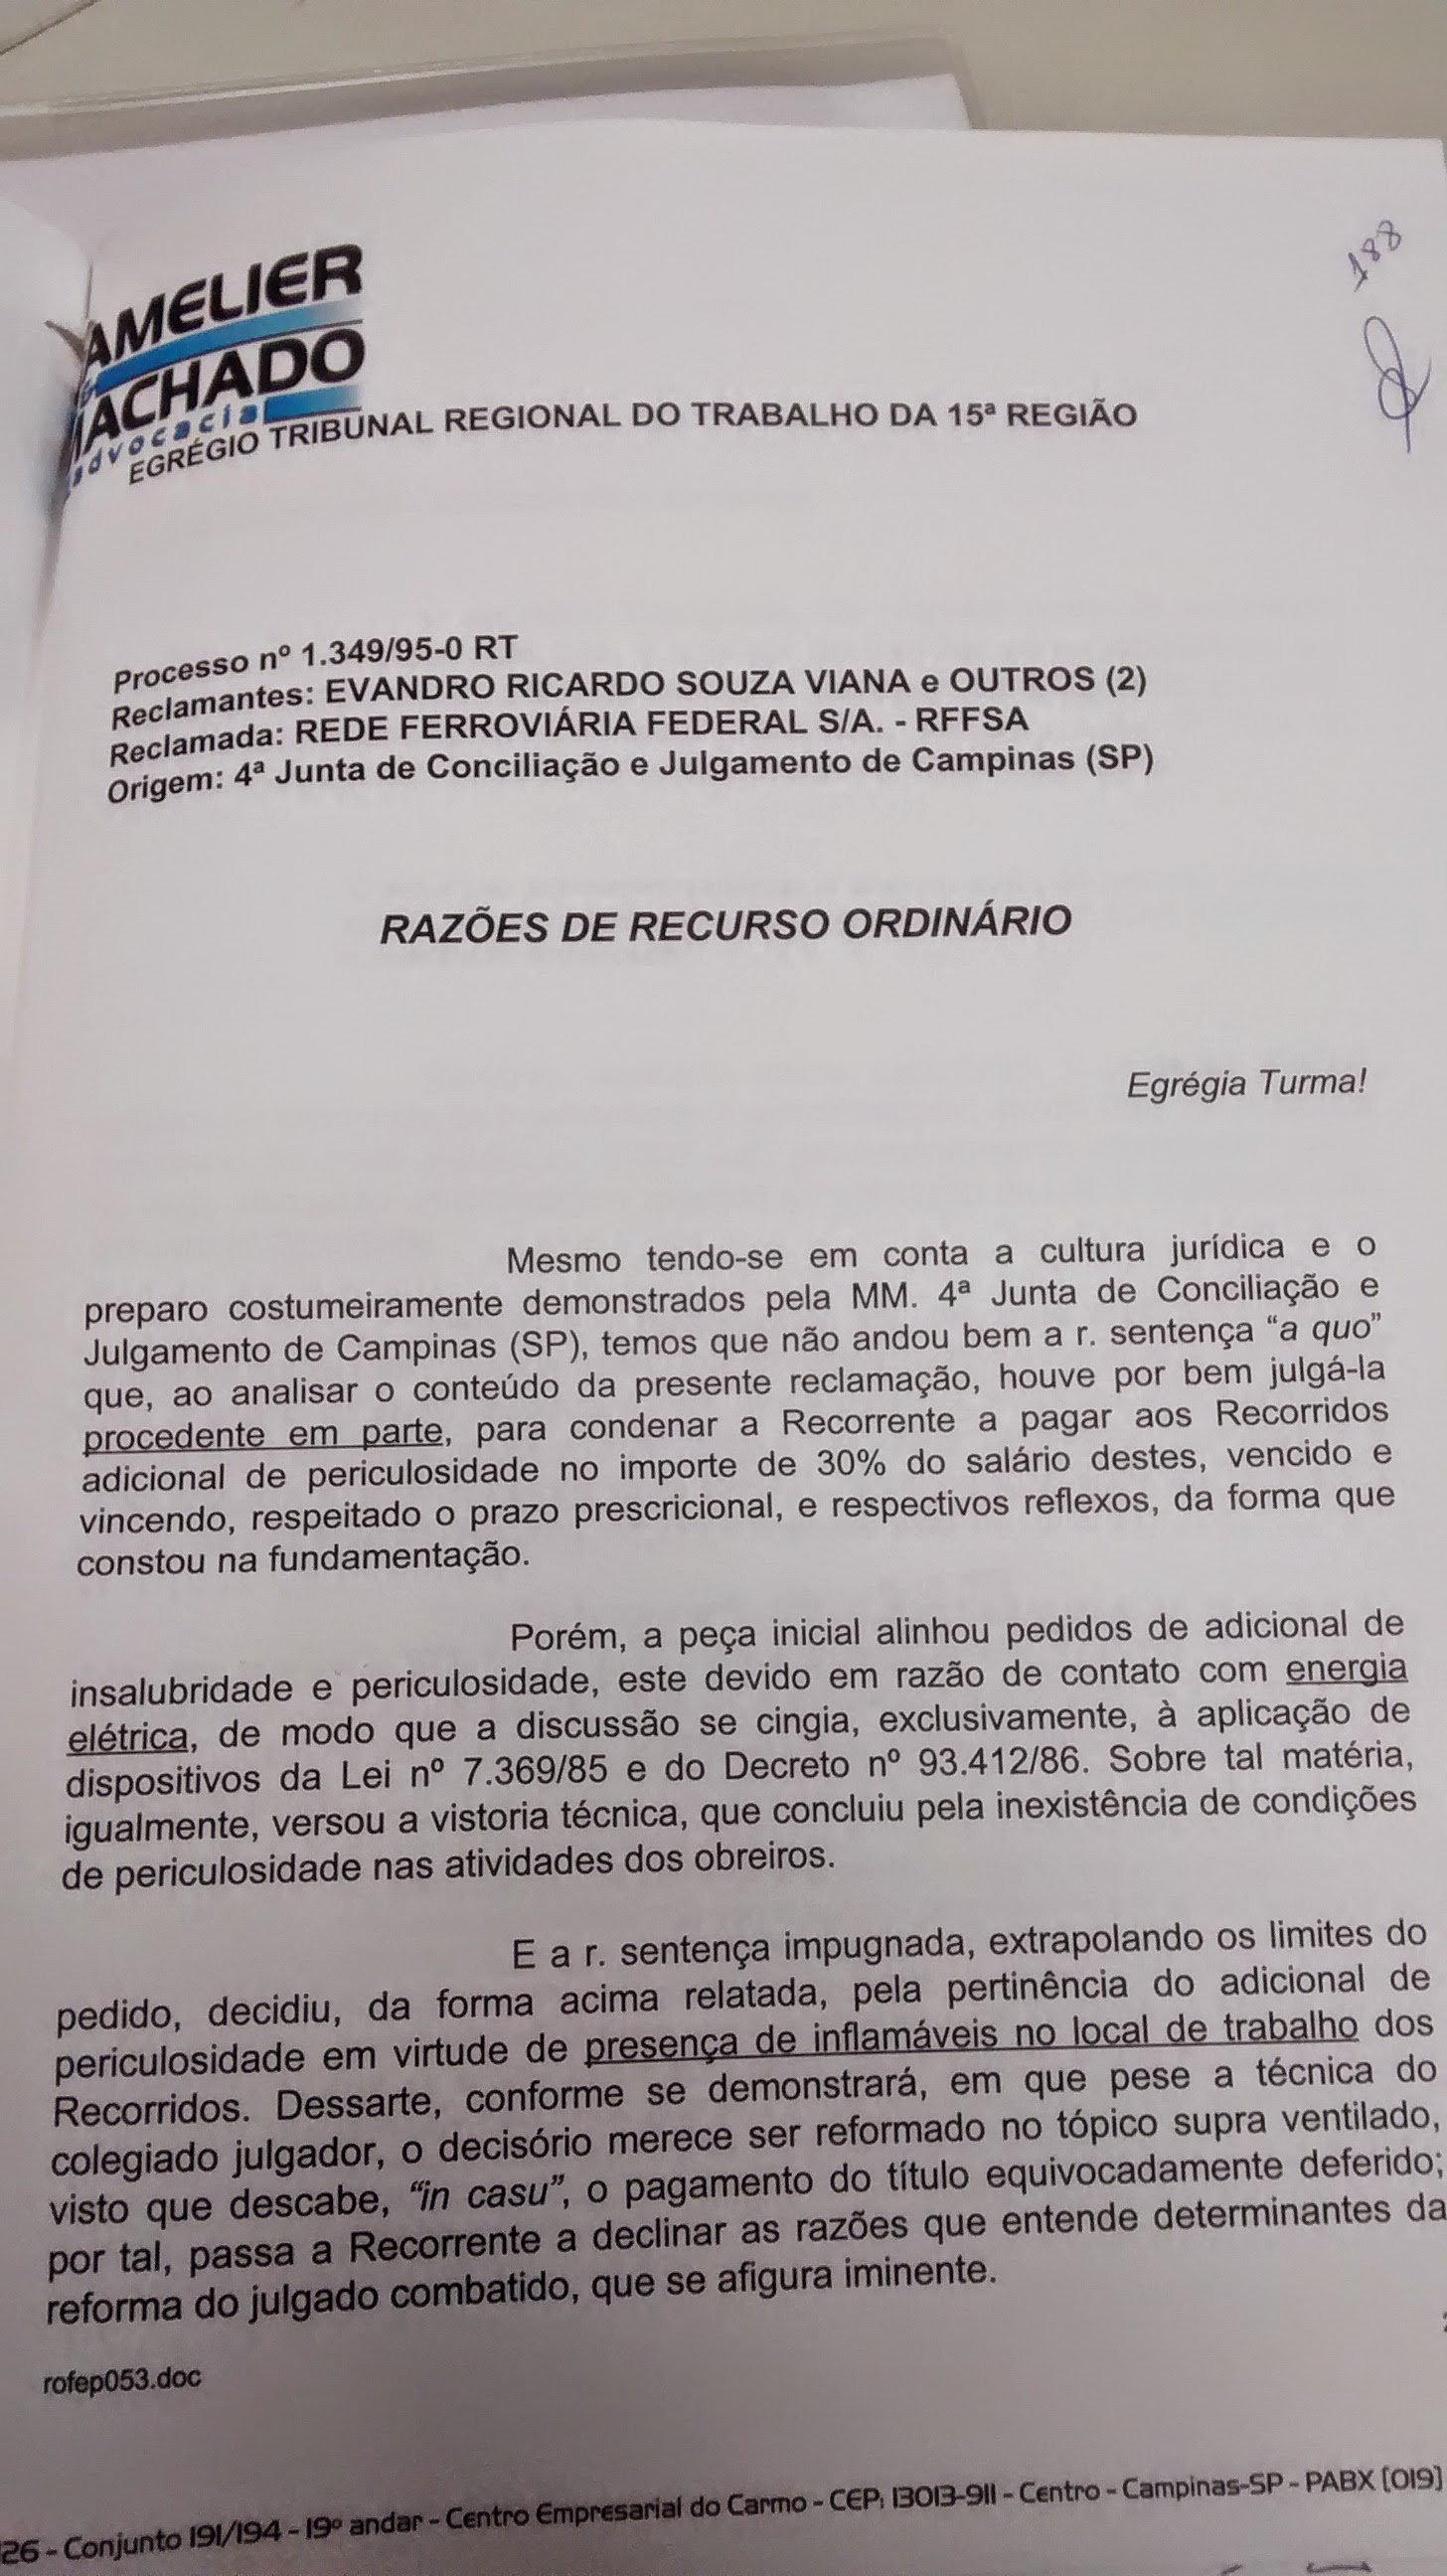 188
AMELIER
&
MACHADO
advocacia
EGRÉGIO TRIBUNAL REGIONAL DO TRABALHO DA 15ª REGIÃO
Processo nº 1.349/95-0 RT
Reclamantes: EVANDRO RICARDO SOUZA VIANA e OUTROS (2)
Reclamada: REDE FERROVIÁRIA FEDERAL S/A. - RFFSA
Origem: 4ª Junta de Conciliação e Julgamento de Campinas (SP)
RAZÕES DE RECURSO ORDINÁRIO
Egrégia Turma!
Mesmo tendo-se em conta a cultura jurídica e o
preparo costumeiramente demonstrados pela MM. 4ª Junta de Conciliação e
Julgamento de Campinas (SP), temos que não andou bem a r. sentença “a quo”
que, ao analisar o conteúdo da presente reclamação, houve por bem julgá-la
procedente em parte, para condenar a Recorrente a pagar aos Recorridos
adicional de periculosidade no importe de 30% do salário destes, vencido e
vincendo, respeitado o prazo prescricional, e respectivos reflexos, da forma que
constou na fundamentação.
Porém, a peça inicial alinhou pedidos de adicional de
insalubridade e periculosidade, este devido em razão de contato com energia
elétrica, de modo que a discussão se cingia, exclusivamente, à aplicação de
dispositivos da Lei nº 7.369/85 e do Decreto nº 93.412/86. Sobre tal matéria,
igualmente, versou a vistoria técnica, que concluiu pela inexistência de condições
de periculosidade nas atividades dos obreiros.
E a r. sentença impugnada, extrapolando os limites do
pedido, decidiu, da forma acima relatada, pela pertinência do adicional de
periculosidade em virtude de presença de inflamáveis no local de trabalho dos
Recorridos. Dessarte, conforme se demonstrará, em que pese a técnica do
colegiado julgador, o decisório merece ser reformado no tópico supra ventilado,
visto que descabe, “in casu”, o pagamento do título equivocadamente deferido;
por tal, passa a Recorrente a declinar as razões que entende determinantes da
reforma do julgado combatido, que se afigura iminente.
rofep053.doc
126 - Conjunto 191/194 - 19º andar - Centro Empresarial do Carmo - CEP: 13013-911 - Centro - Campinas-SP - PABX (019)